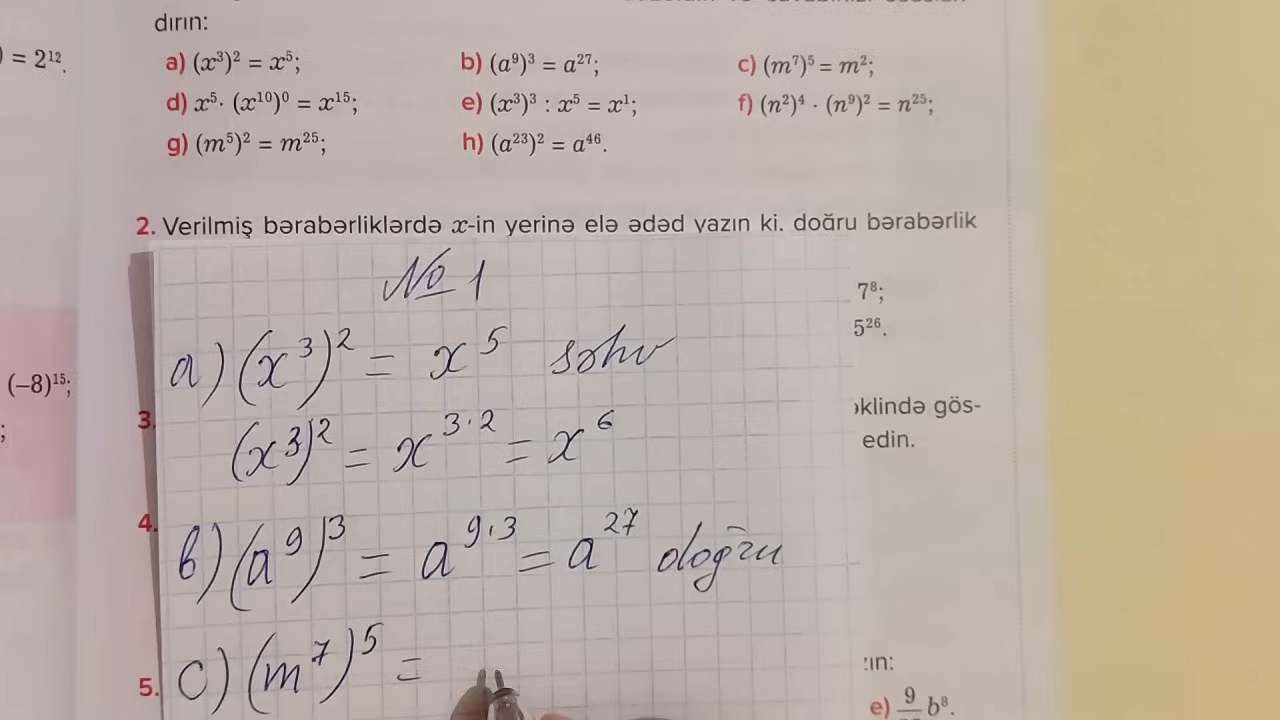 dırın:
) = 2¹².
a) (x³)² = x⁵; b) (a⁹)³ = a²⁷; c) (m⁷)⁵ = m²;
d) x⁵· (x¹⁰)⁰ = x¹⁵; e) (x³)³ : x⁵ = x¹; f) (n²)⁴ · (n⁹)² = n²⁵;
g) (m⁵)² = m²⁵; h) (a²³)² = a⁴⁶.
2. Verilmiş bərabərliklərdə x-in yerinə elə ədəd yazın ki. doğru bərabərlik
№ 1
7⁸;
5²⁶.
a) (x³)² = x⁵ səhv
(–8)¹⁵;
;
3.
(x³)² = x³·² = x⁶
gös-
edin.
4.
b) (a⁹)³ = a⁹·³ = a²⁷ doğru
5.
c) (m⁷)⁵ =
e) 9 b⁸.